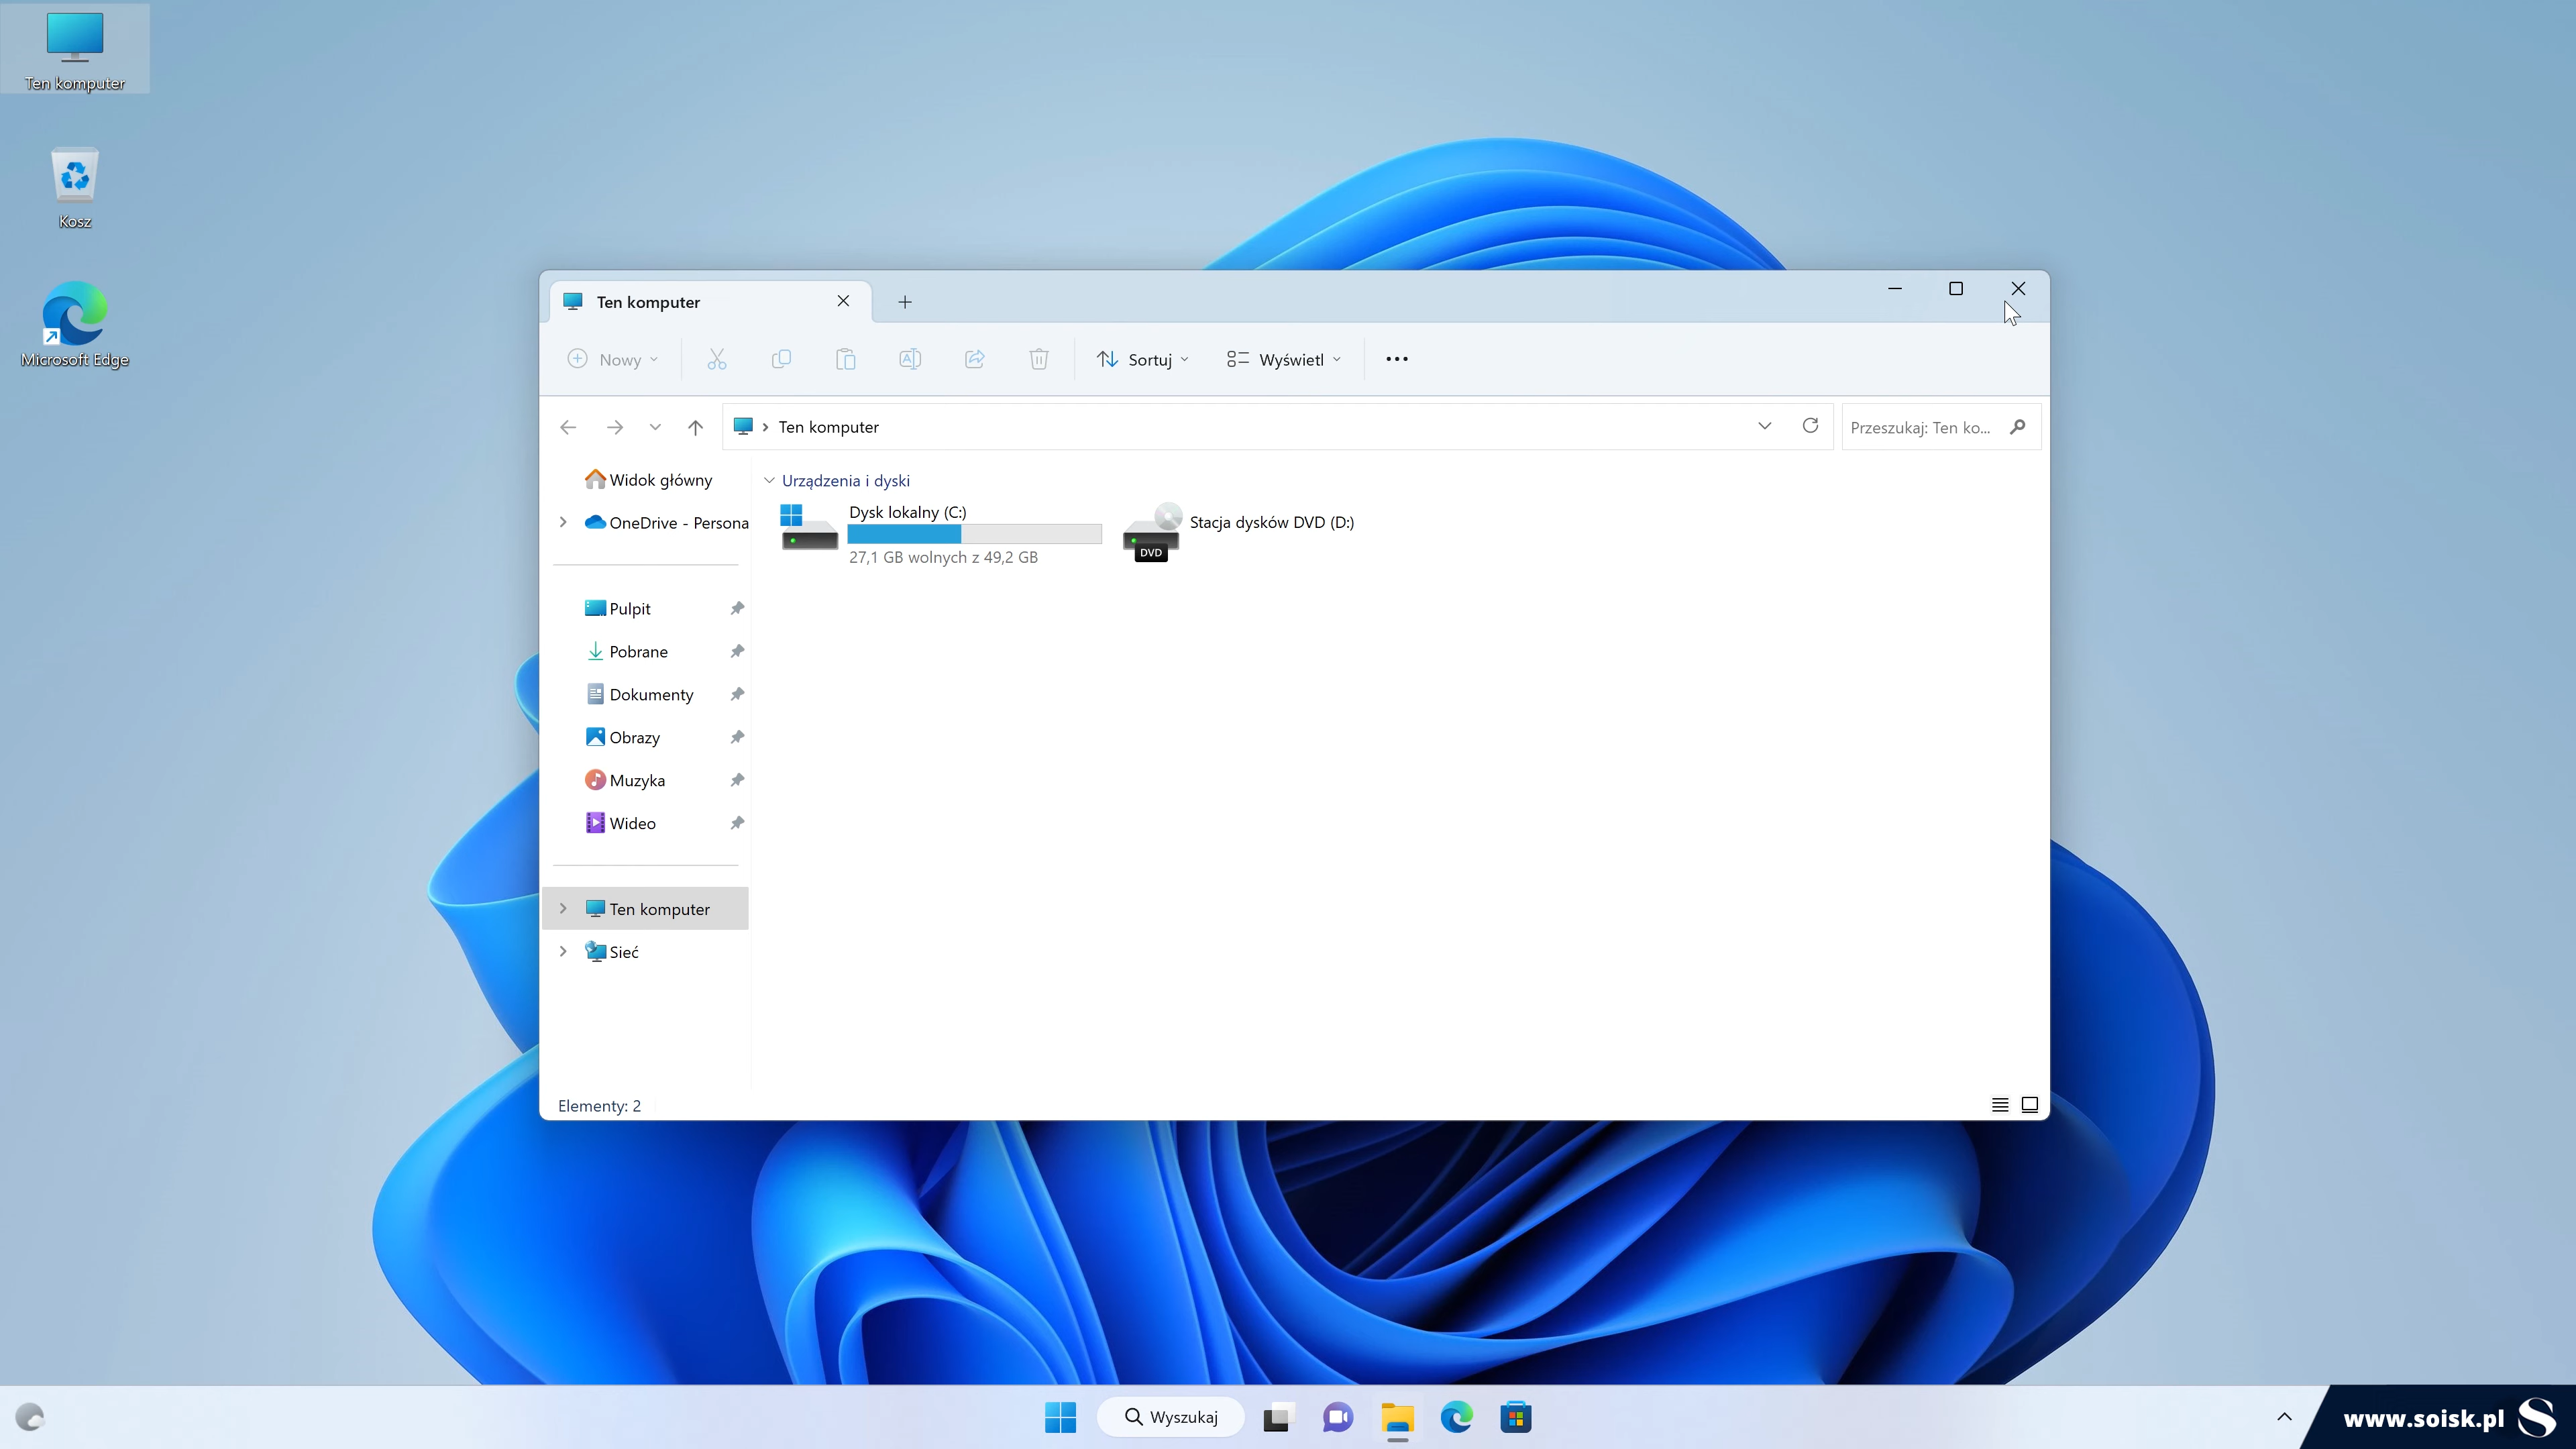 Ten komputer
Kosz
Microsoft Edge
Ten komputer
Nowy
Sortuj
Wyświetl
Ten komputer
Przeszukaj: Ten ko...
Widok główny
OneDrive - Persona
Pulpit
Pobrane
Dokumenty
Obrazy
Muzyka
Wideo
Ten komputer
Sieć
Urządzenia i dyski
Dysk lokalny (C:)
27,1 GB wolnych z 49,2 GB
DVD
Stacja dysków DVD (D:)
Elementy: 2
Wyszukaj
www.soisk.pl